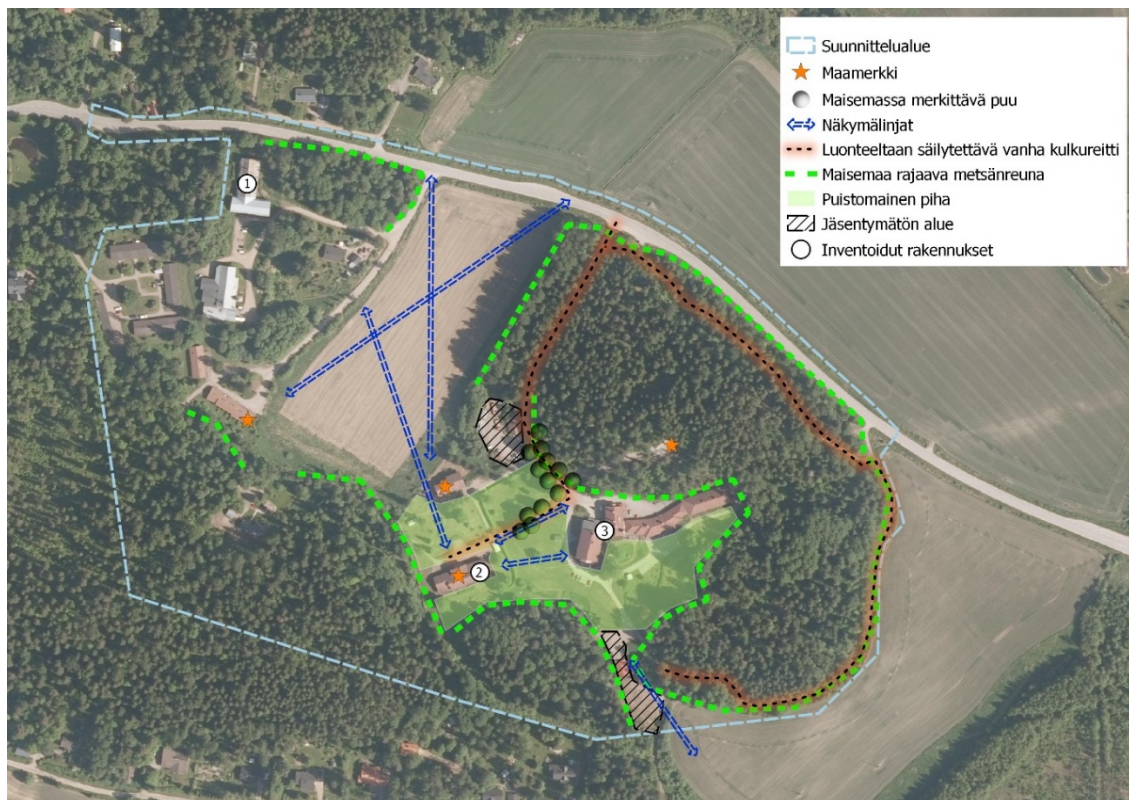 Suunnittelualue
Maamerkki
Maisemassa merkittävä puu
Näkymälinjat
Luonteeltaan säilytettävä vanha kulkureitti
Maisemaa rajaava metsänreuna
Puistomainen piha
Jäsentymätön alue
Inventoidut rakennukset
1
2
3